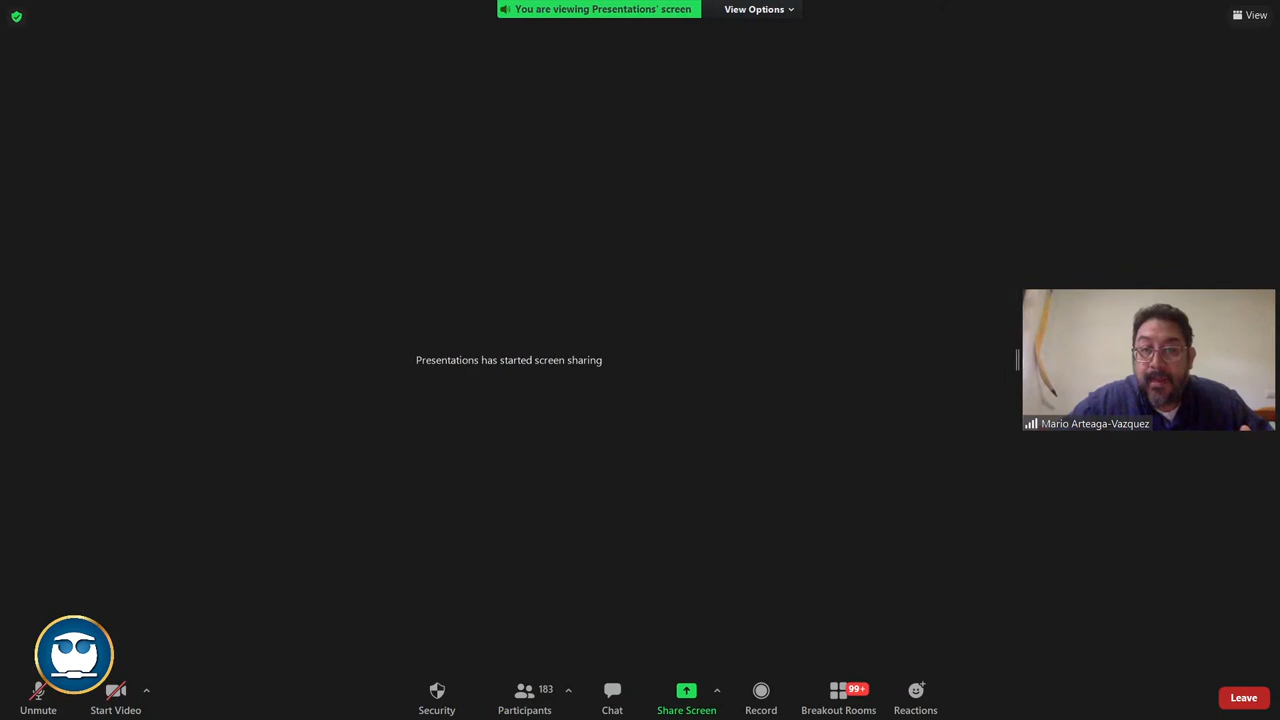 You are viewing Presentations' screen
View Options
View
Presentations has started screen sharing
Mario Arteaga-Vazquez
Unmute
Start Video
Security
183
Participants
Chat
Share Screen
Record
99+
Breakout Rooms
Reactions
Leave